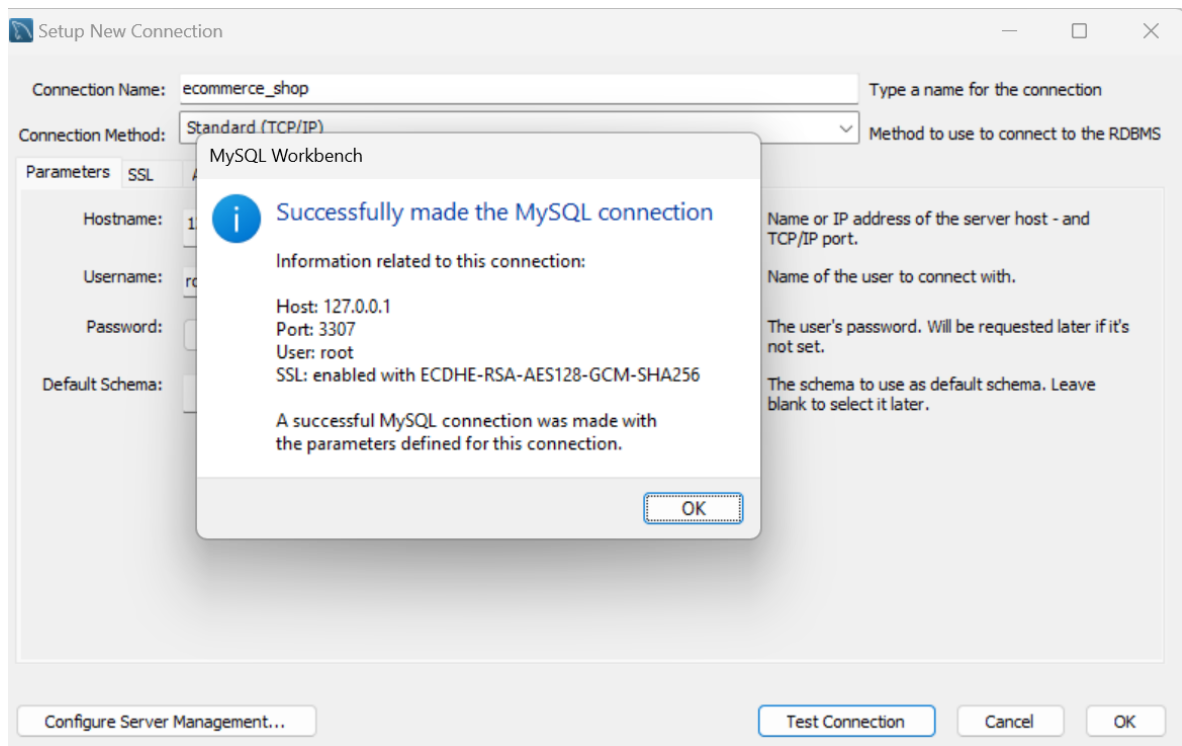 Setup New Connection
Connection Name: ecommerce_shop Type a name for the connection
Connection Method: Standard (TCP/IP) Method to use to connect to the RDBMS
MySQL Workbench
Parameters SSL
Successfully made the MySQL connection
Hostname: Name or IP address of the server host - and
TCP/IP port.
Information related to this connection:
Username: Name of the user to connect with.
Host: 127.0.0.1
Port: 3307
Password: The user's password. Will be requested later if it's
not set.
User: root
SSL: enabled with ECDHE-RSA-AES128-GCM-SHA256
Default Schema: The schema to use as default schema. Leave
blank to select it later.
A successful MySQL connection was made with
the parameters defined for this connection.
OK
Configure Server Management... Test Connection Cancel OK